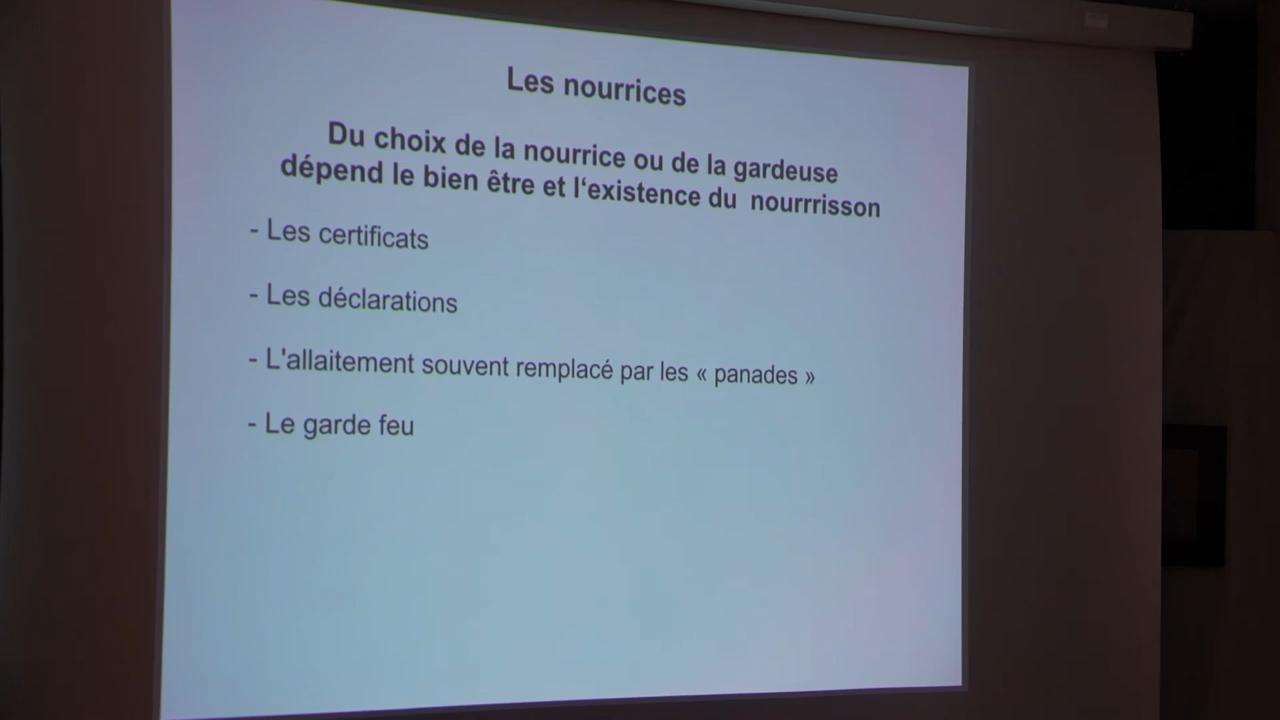 Les nourrices
Du choix de la nourrice ou de la gardeuse
dépend le bien être et l‘existence du nourrrisson
- Les certificats
- Les déclarations
- L'allaitement souvent remplacé par les « panades »
- Le garde feu